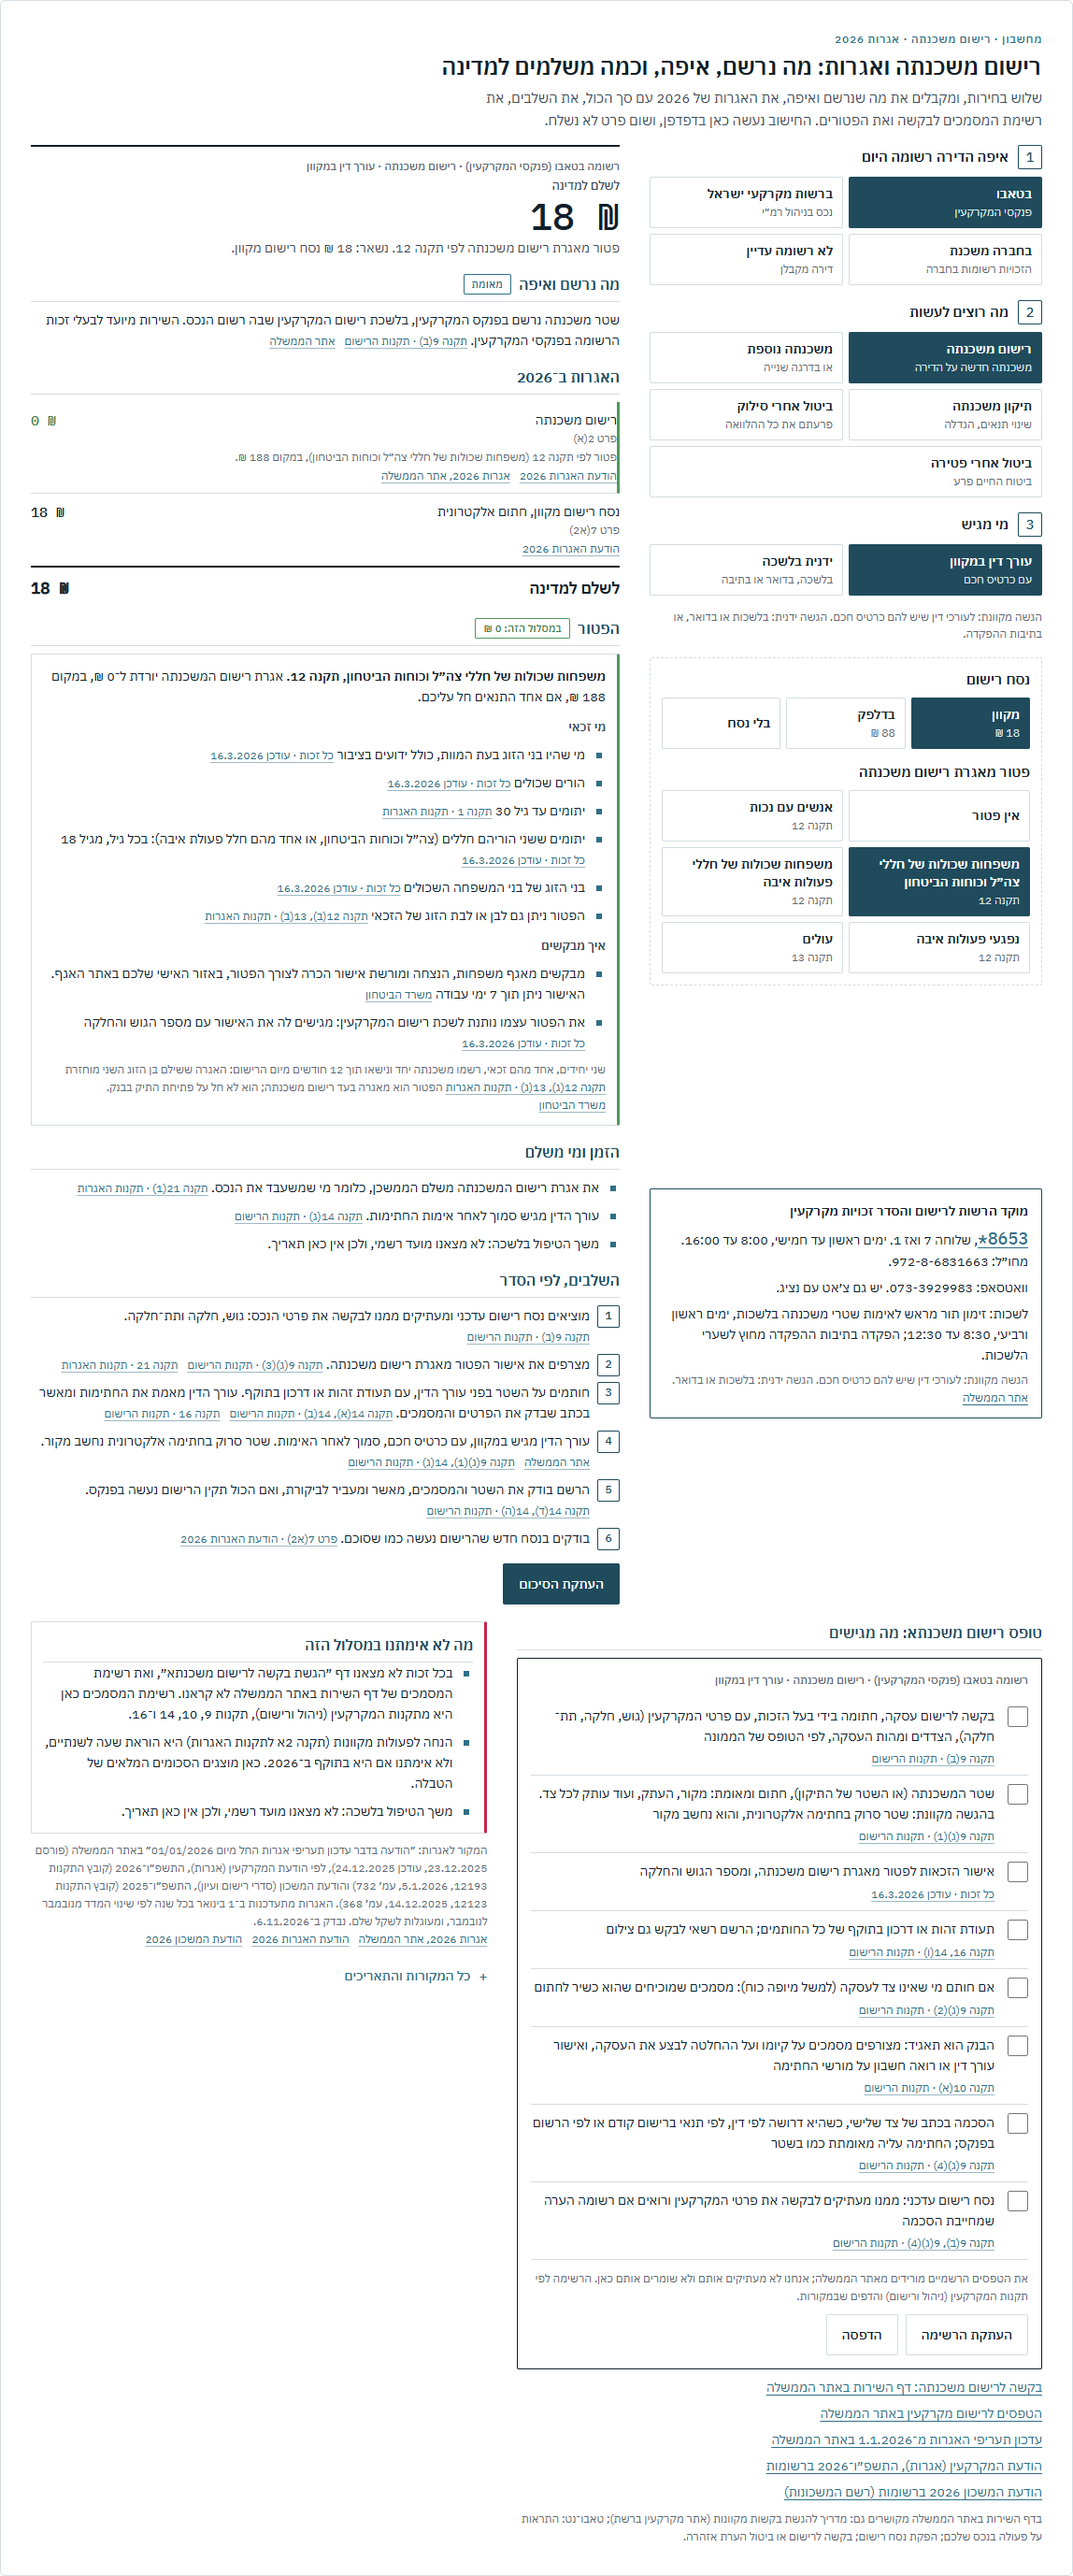 מחשבון · רישום משכנתה · אגרות 2026
רישום משכנתה ואגרות: מה נרשם, איפה, וכמה משלמים למדינה
שלוש בחירות, ומקבלים את מה שנרשם ואיפה, את האגרות של 2026 עם סך הכול, את השלבים, את
רשימת המסמכים לבקשה ואת הפטורים. החישוב נעשה כאן בדפדפן, ושום פרט לא נשלח.
1 איפה הדירה רשומה היום
בטאבו
פנקסי המקרקעין
ברשות מקרקעי ישראל
נכס בניהול רמ״י
בחברה משכנת
הזכויות רשומות בחברה
לא רשומה עדיין
דירה מקבלן
2 מה רוצים לעשות
רישום משכנתה
משכנתה חדשה על הדירה
משכנתה נוספת
או בדרגה שנייה
תיקון משכנתה
שינוי תנאים, הגדלה
ביטול אחרי סילוק
פרעתם את כל ההלוואה
ביטול אחרי פטירה
ביטוח החיים פרע
3 מי מגיש
עורך דין במקוון
עם כרטיס חכם
ידנית בלשכה
בלשכה, בדואר או בתיבה
הגשה מקוונת: לעורכי דין שיש להם כרטיס חכם. הגשה ידנית: בלשכות או בדואר, או
בתיבות ההפקדה.
נסח רישום
מקוון
18 ₪
בדלפק
88 ₪
בלי נסח
פטור מאגרת רישום משכנתה
אין פטור
אנשים עם נכות
תקנה 12
משפחות שכולות של חללי
צה״ל וכוחות הביטחון
תקנה 12
משפחות שכולות של חללי
פעולות איבה
תקנה 12
נפגעי פעולות איבה
תקנה 12
עולים
תקנה 13
מוקד הרשות לרישום והסדר זכויות מקרקעין
8653*, שלוחה 7 ואז 1. ימים ראשון עד חמישי, 8:00 עד 16:00.
מחו״ל: 972-8-6831663.
וואטסאפ: 073-3929983. יש גם צ׳אט עם נציג.
לשכות: זימון תור מראש לאימות שטרי משכנתה בלשכות, ימים ראשון
ורביעי, 8:30 עד 12:30; הפקדה בתיבות ההפקדה מחוץ לשערי
הלשכות.
הגשה מקוונת: לעורכי דין שיש להם כרטיס חכם. הגשה ידנית: בלשכות או בדואר.
אתר הממשלה
רשומה בטאבו (פנקסי המקרקעין) · רישום משכנתה · עורך דין במקוון
לשלם למדינה
18 ₪
פטור מאגרת רישום משכנתה לפי תקנה 12. נשאר: 18 ₪ נסח רישום מקוון.
מה נרשם ואיפה מאומת
שטר משכנתה נרשם בפנקס המקרקעין, בלשכת רישום המקרקעין שבה רשום הנכס. השירות מיועד לבעלי זכות
הרשומה בפנקסי המקרקעין. תקנה 9(ב) · תקנות הרישום אתר הממשלה
האגרות ב־2026
רישום משכנתה 0 ₪
פרט 2(א)
פטור לפי תקנה 12 (משפחות שכולות של חללי צה״ל וכוחות הביטחון), במקום 188 ₪.
הודעת האגרות 2026 אגרות 2026, אתר הממשלה
נסח רישום מקוון, חתום אלקטרונית 18 ₪
פרט 7(א2)
הודעת האגרות 2026
לשלם למדינה 18 ₪
הפטור במסלול הזה: 0 ₪
משפחות שכולות של חללי צה״ל וכוחות הביטחון, תקנה 12. אגרת רישום המשכנתה יורדת ל־0 ₪, במקום
188 ₪, אם אחד התנאים חל עליכם.
מי זכאי
מי שהיו בני הזוג בעת המוות, כולל ידועים בציבור כל זכות · עודכן 16.3.2026
הורים שכולים כל זכות · עודכן 16.3.2026
יתומים עד גיל 30 תקנה 1 · תקנות האגרות
יתומים ששני הוריהם חללים (צה״ל וכוחות הביטחון, או אחד מהם חלל פעולת איבה): בכל גיל, מגיל 18
כל זכות · עודכן 16.3.2026
בני הזוג של בני המשפחה השכולים כל זכות · עודכן 16.3.2026
הפטור ניתן גם לבן או לבת הזוג של הזכאי תקנה 12(ב), 13(ב) · תקנות האגרות
איך מבקשים
מבקשים מאגף משפחות, הנצחה ומורשת אישור הכרה לצורך הפטור, באזור האישי שלכם באתר האגף.
האישור ניתן תוך 7 ימי עבודה משרד הביטחון
את הפטור עצמו נותנת לשכת רישום המקרקעין: מגישים לה את האישור עם מספר הגוש והחלקה
כל זכות · עודכן 16.3.2026
שני יחידים, אחד מהם זכאי, רשמו משכנתה יחד ונישאו תוך 12 חודשים מיום הרישום: האגרה ששילם בן הזוג השני מוחזרת
תקנה 12(ג), 13(ג) · תקנות האגרות הפטור הוא מאגרה בעד רישום משכנתה; הוא לא חל על פתיחת התיק בבנק.
משרד הביטחון
הזמן ומי משלם
את אגרת רישום המשכנתה משלם הממשכן, כלומר מי שמשעבד את הנכס. תקנה 21(ו) · תקנות האגרות
עורך הדין מגיש סמוך לאחר אימות החתימות. תקנה 14(ג) · תקנות הרישום
משך הטיפול בלשכה: לא מצאנו מועד רשמי, ולכן אין כאן תאריך.
השלבים, לפי הסדר
1 מוציאים נסח רישום עדכני ומעתיקים ממנו לבקשה את פרטי הנכס: גוש, חלקה ותת־חלקה.
תקנה 9(ב) · תקנות הרישום
2 מצרפים את אישור הפטור מאגרת רישום משכנתה. תקנה 9(ג)(3) · תקנות הרישום תקנה 21 · תקנות האגרות
3 חותמים על השטר בפני עורך הדין, עם תעודת זהות או דרכון בתוקף. עורך הדין מאמת את החתימות ומאשר
בכתב שבדק את הפרטים והמסמכים. תקנה 14(א), 14(ב) · תקנות הרישום תקנה 16 · תקנות הרישום
4 עורך הדין מגיש במקוון, עם כרטיס חכם, סמוך לאחר האימות. שטר סרוק בחתימה אלקטרונית נחשב מקור.
אתר הממשלה תקנה 9(ג)(1), 14(ג) · תקנות הרישום
5 הרשם בודק את השטר והמסמכים, מאשר ומעביר לביקורת, ואם הכול תקין הרישום נעשה בפנקס.
תקנה 14(ד), 14(ה) · תקנות הרישום
6 בודקים בנסח חדש שהרישום נעשה כמו שסוכם. פרט 7(א2) · הודעת האגרות 2026
העתקת הסיכום
טופס רישום משכנתא: מה מגישים
רשומה בטאבו (פנקסי המקרקעין) · רישום משכנתה · עורך דין במקוון
בקשה לרישום עסקה, חתומה בידי בעל הזכות, עם פרטי המקרקעין (גוש, חלקה, תת־
חלקה), הצדדים ומהות העסקה, לפי הטופס של הממונה
תקנה 9(ב) · תקנות הרישום
שטר המשכנתה (או השטר של התיקון), חתום ומאומת: מקור, העתק, ועוד עותק לכל צד.
בהגשה מקוונת: שטר סרוק בחתימה אלקטרונית, והוא נחשב מקור
תקנה 9(ג)(1) · תקנות הרישום
אישור הזכאות לפטור מאגרת רישום משכנתה, ומספר הגוש והחלקה
כל זכות · עודכן 16.3.2026
תעודת זהות או דרכון בתוקף של כל החותמים; הרשם רשאי לבקש גם צילום
תקנה 16, 14(ו) · תקנות הרישום
אם חותם מי שאינו צד לעסקה (למשל מיופה כוח): מסמכים שמוכיחים שהוא כשיר לחתום
תקנה 9(ג)(2) · תקנות הרישום
הבנק הוא תאגיד: מצורפים מסמכים על קיומו ועל ההחלטה לבצע את העסקה, ואישור
עורך דין או רואה חשבון על מורשי החתימה
תקנה 10(א) · תקנות הרישום
הסכמה בכתב של צד שלישי, כשהיא דרושה לפי דין, לפי תנאי ברישום קודם או לפי הרשום
בפנקס; החתימה עליה מאומתת כמו בשטר
תקנה 9(ג)(4) · תקנות הרישום
נסח רישום עדכני: ממנו מעתיקים לבקשה את פרטי המקרקעין ורואים אם רשומה הערה
שמחייבת הסכמה
תקנה 9(ב), 9(ג)(4) · תקנות הרישום
את הטפסים הרשמיים מורידים מאתר הממשלה; אנחנו לא מעתיקים אותם ולא שומרים אותם כאן. הרשימה לפי
תקנות המקרקעין (ניהול ורישום) והדפים שבמקורות.
העתקת הרשימה
הדפסה
בקשה לרישום משכנתה: דף השירות באתר הממשלה
הטפסים לרישום מקרקעין באתר הממשלה
עדכון תעריפי האגרות מ־1.1.2026 באתר הממשלה
הודעת המקרקעין (אגרות), התשפ״ו־2026 ברשומות
הודעת המשכון 2026 ברשומות (רשם המשכונות)
בדף השירות באתר הממשלה מקושרים גם: מדריך להגשת בקשות מקוונות (אתר מקרקעין ברשת); טאבו־נט: התראות
על פעולה בנכס שלכם; הפקת נסח רישום; בקשה לרישום או ביטול הערת אזהרה.
מה לא אימתנו במסלול הזה
בכל זכות לא מצאנו דף ״הגשת בקשה לרישום משכנתא״, ואת רשימת
המסמכים של דף השירות באתר הממשלה לא קראנו. רשימת המסמכים כאן
היא מתקנות המקרקעין (ניהול ורישום), תקנות 9, 10, 14 ו־16.
הנחה לפעולות מקוונות (תקנה 2א לתקנות האגרות) היא הוראת שעה לשנתיים,
ולא אימתנו אם היא בתוקף ב־2026. כאן מוצגים הסכומים המלאים של
הטבלה.
משך הטיפול בלשכה: לא מצאנו מועד רשמי, ולכן אין כאן תאריך.
המקור לאגרות: ״הודעה בדבר עדכון תעריפי אגרות החל מיום 01/01/2026״ באתר הממשלה (פורסם
23.12.2025, עודכן 24.12.2025), לפי הודעת המקרקעין (אגרות), התשפ״ו־2026 (קובץ התקנות
12193, 5.1.2026, עמ׳ 732) והודעת המשכון (סדרי רישום ועיון), התשפ״ו־2025 (קובץ התקנות
12123, 14.12.2025, עמ׳ 368). האגרות מתעדכנות ב־1 בינואר בכל שנה לפי שינוי המדד מנובמבר
לנובמבר, ומעוגלות לשקל שלם. נבדק ב־6.11.2026.
אגרות 2026, אתר הממשלה הודעת האגרות 2026 הודעת המשכון 2026
+ כל המקורות והתאריכים